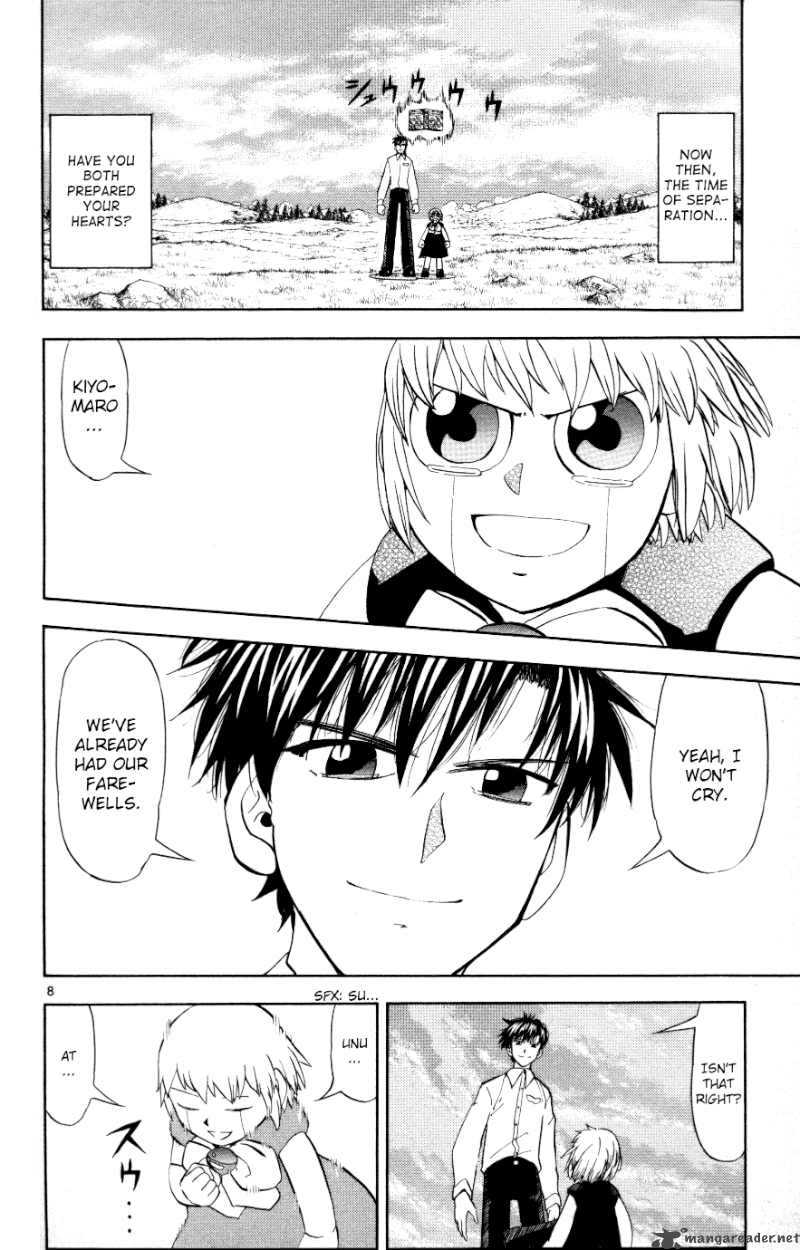 シュウウウ
NOW
THEN,
THE TIME
OF SEPA-
RATION...
HAVE YOU
BOTH
PREPARED
YOUR
HEARTS?
KIYO-
MARO
...
YEAH, I
WON'T
CRY.
WE'VE
ALREADY
HAD OUR
FARE-
WELLS.
8
SFX: SU...
ISN'T
THAT
RIGHT?
UNU
...
AT
...
スゥ....
mangareader.net